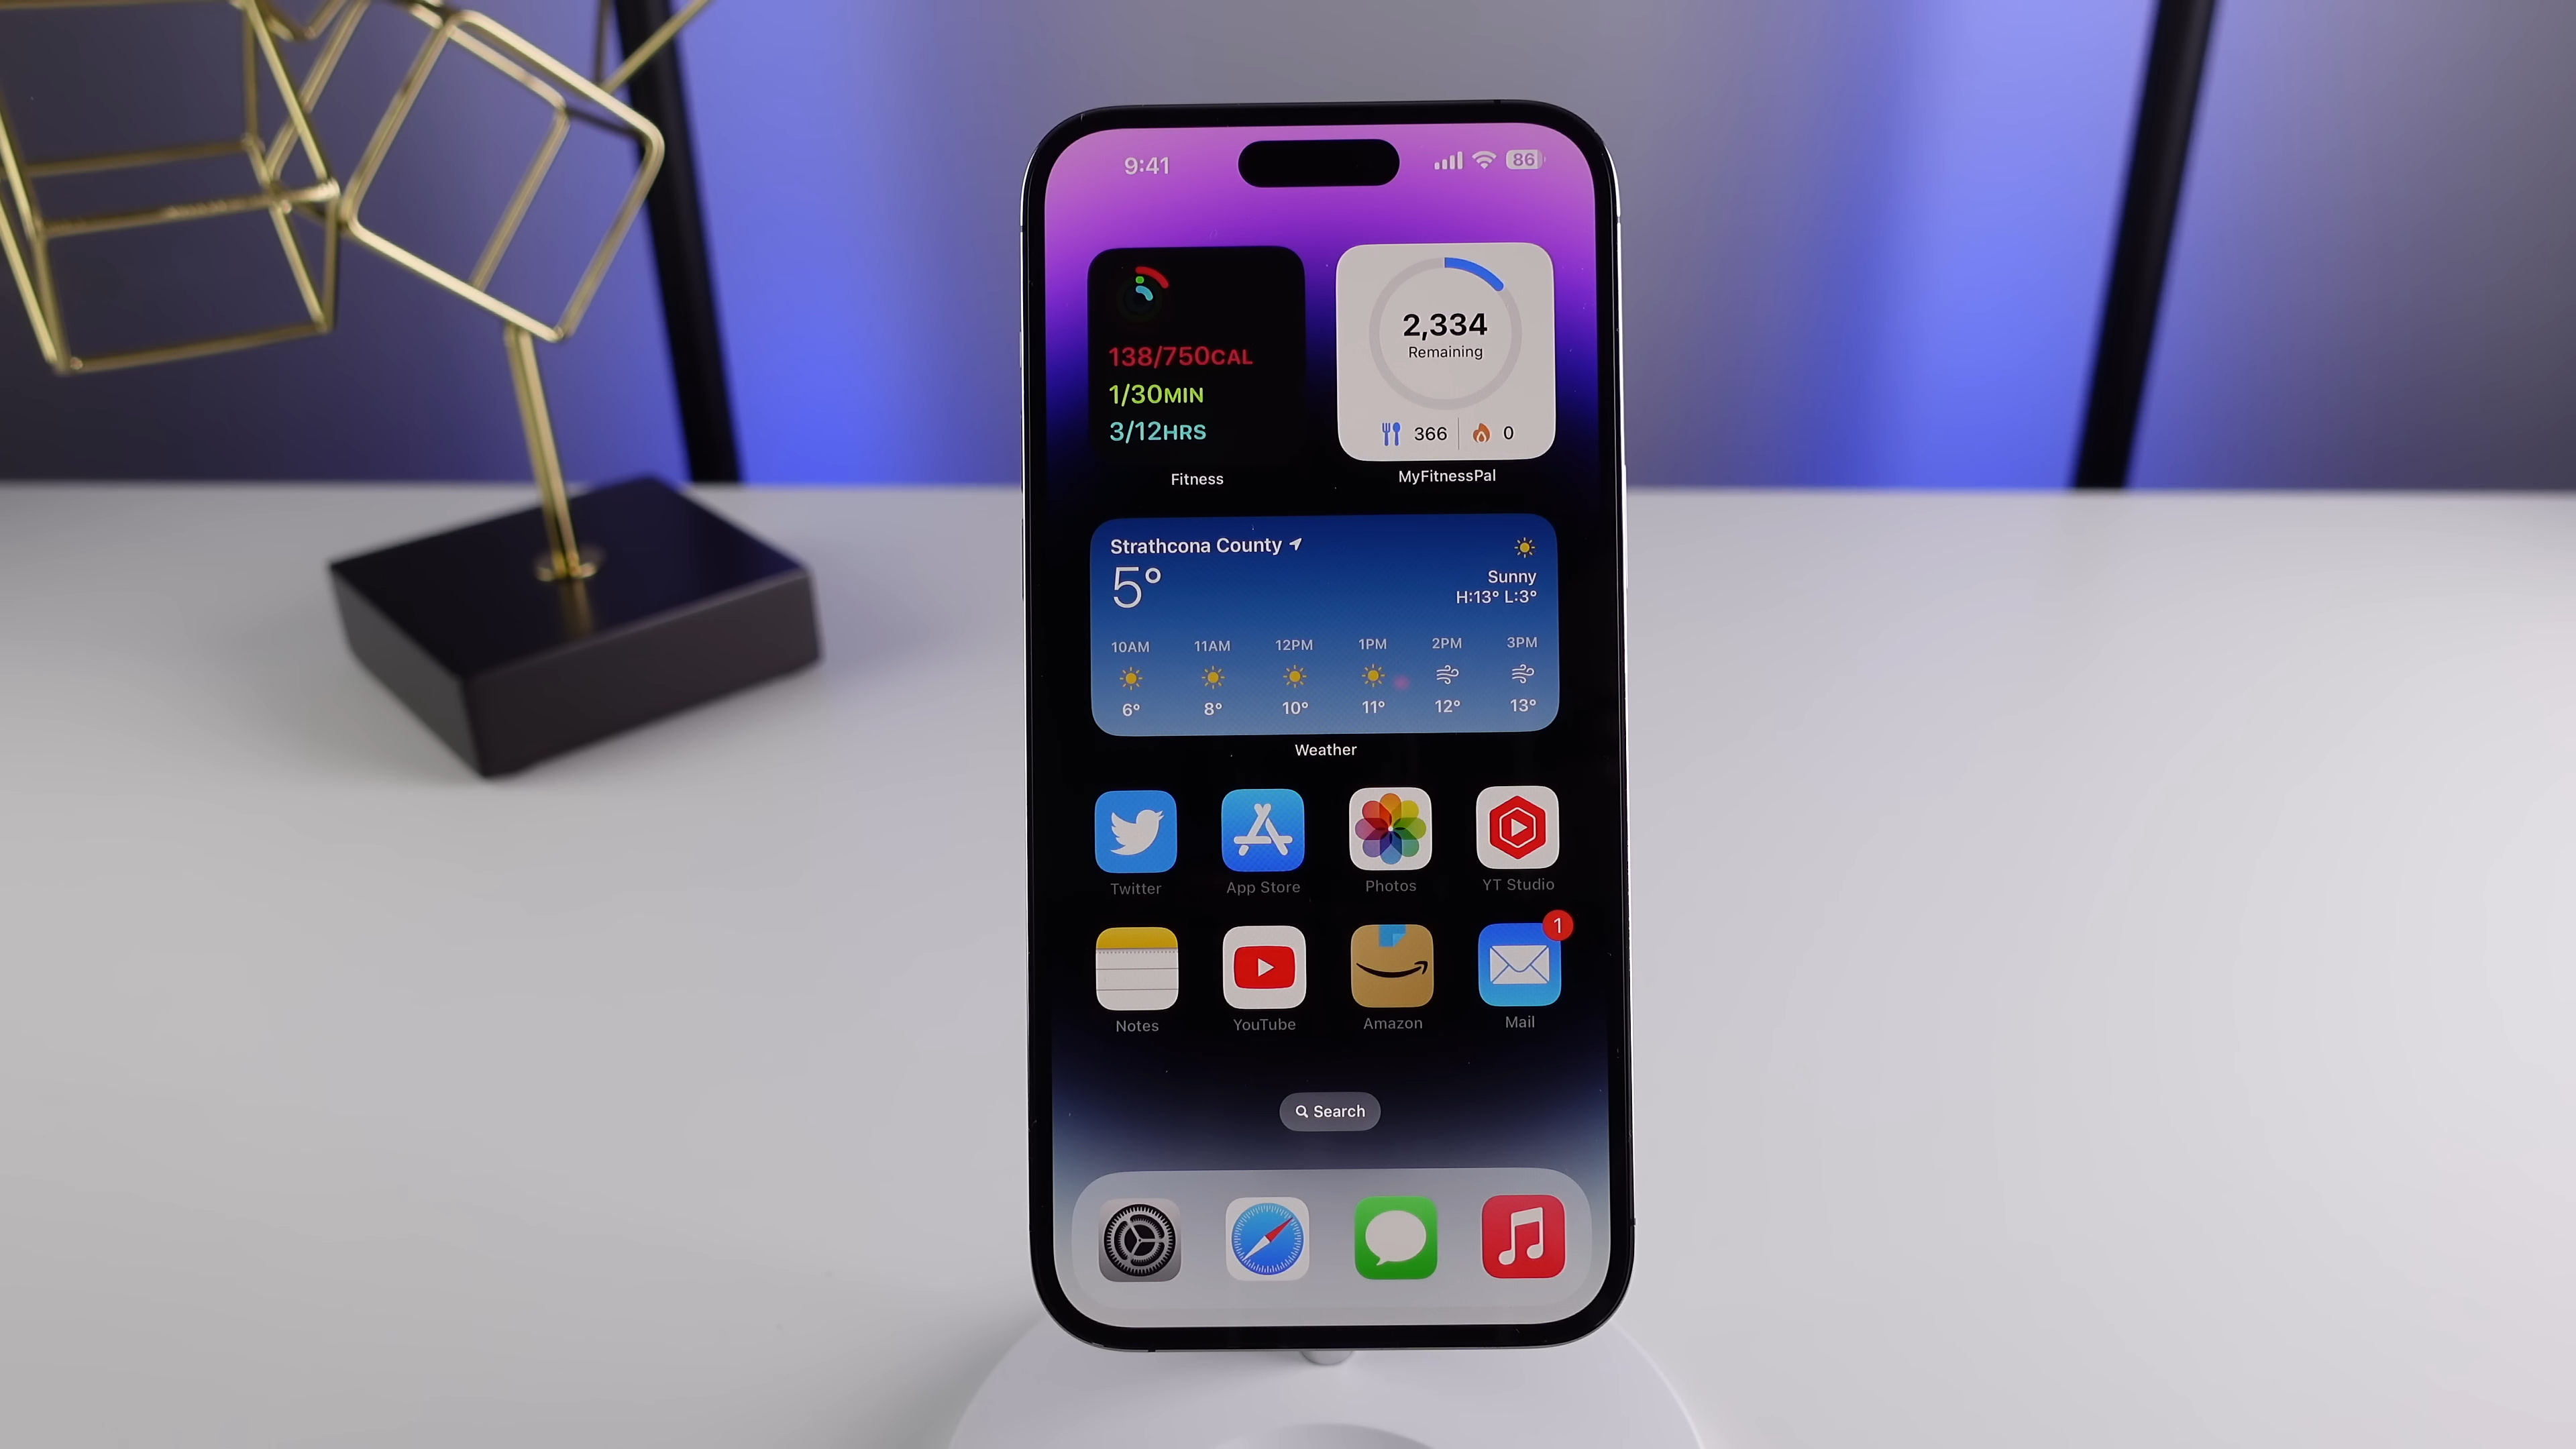 9:41
86
138/750CAL
1/30MIN
3/12HRS
Fitness
2,334
Remaining
366
0
MyFitnessPal
Strathcona County
5°
Sunny
H:13° L:3°
10AM 11AM 12PM 1PM 2PM 3PM
6° 8° 10° 11° 12° 13°
Weather
Twitter App Store Photos YT Studio
1
Notes YouTube Amazon Mail
Search